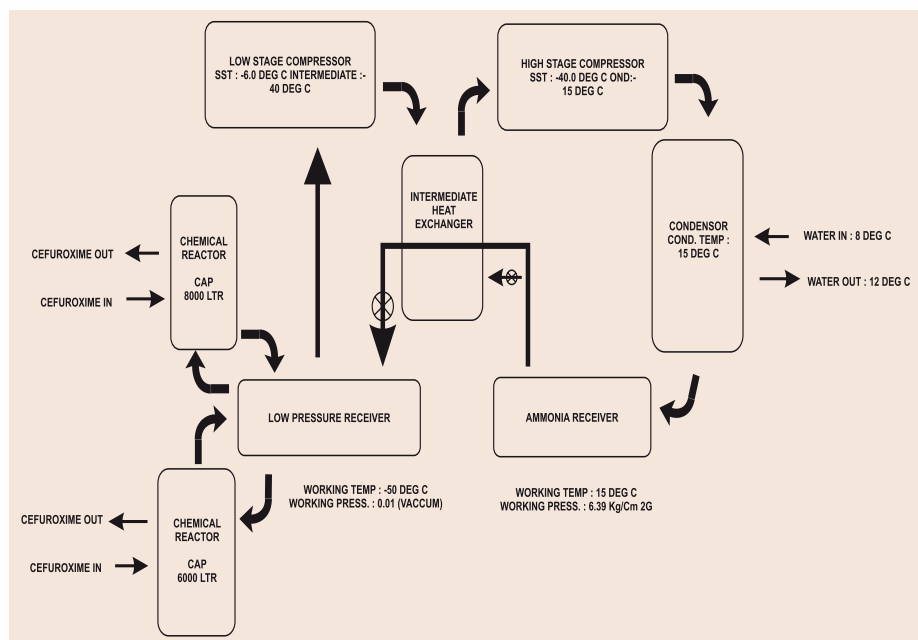 LOW STAGE COMPRESSOR
SST : -6.0 DEG C INTERMEDIATE :-
40 DEG C
HIGH STAGE COMPRESSOR
SST : -40.0 DEG C OND:-
15 DEG C
INTERMEDIATE
HEAT
EXCHANGER
CONDENSOR
COND. TEMP :
15 DEG C
WATER IN : 8 DEG C
WATER OUT : 12 DEG C
CHEMICAL
REACTOR
CAP
8000 LTR
CEFUROXIME OUT
CEFUROXIME IN
LOW PRESSURE RECEIVER
AMMONIA RECEIVER
WORKING TEMP : -50 DEG C
WORKING PRESS. : 0.01 (VACCUM)
WORKING TEMP : 15 DEG C
WORKING PRESS. : 6.39 Kg/Cm 2G
CEFUROXIME OUT
CEFUROXIME IN
CHEMICAL
REACTOR
CAP
6000 LTR